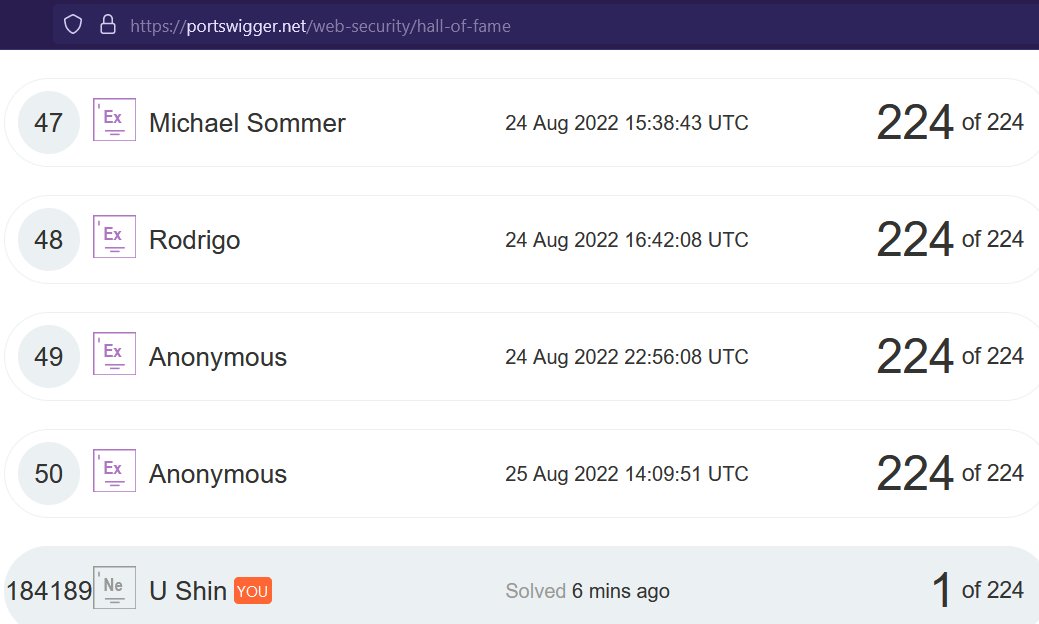 https://portswigger.net/web-security/hall-of-fame
47 Ex Michael Sommer 24 Aug 2022 15:38:43 UTC 224 of 224
48 Ex Rodrigo 24 Aug 2022 16:42:08 UTC 224 of 224
49 Ex Anonymous 24 Aug 2022 22:56:08 UTC 224 of 224
50 Ex Anonymous 25 Aug 2022 14:09:51 UTC 224 of 224
184189 Ne U Shin YOU Solved 6 mins ago 1 of 224